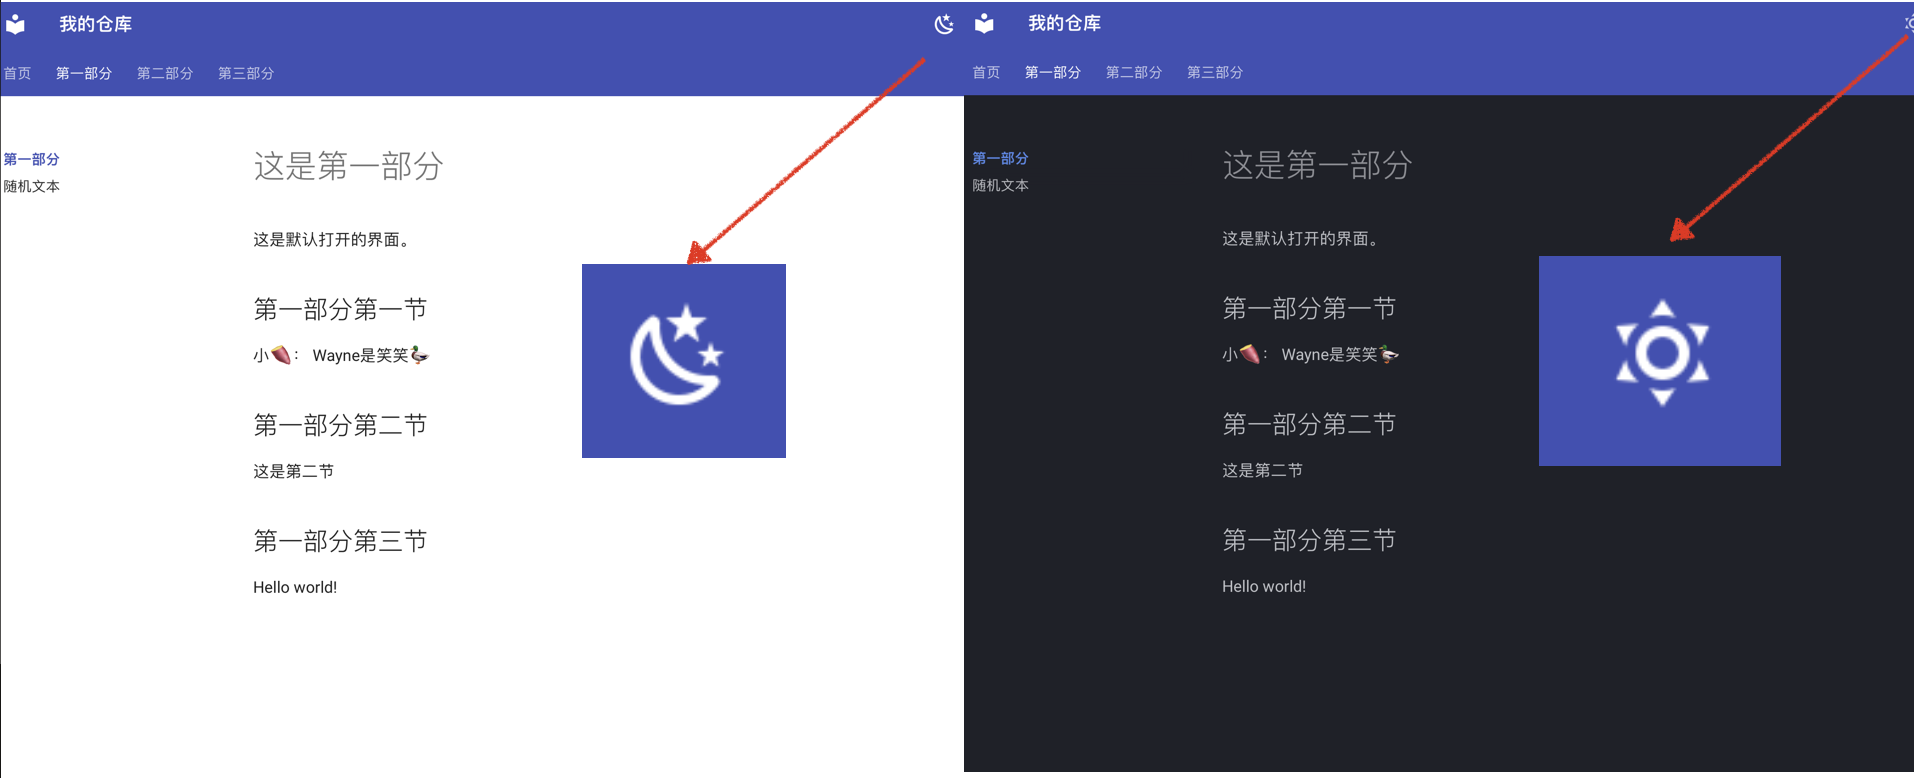 我的仓库
首页 第一部分 第二部分 第三部分
第一部分
随机文本
这是第一部分
这是默认打开的界面。
第一部分第一节
小🍠： Wayne是笑笑🦆
第一部分第二节
这是第二节
第一部分第三节
Hello world!
我的仓库
首页 第一部分 第二部分 第三部分
第一部分
随机文本
这是第一部分
这是默认打开的界面。
第一部分第一节
小🍠： Wayne是笑笑🦆
第一部分第二节
这是第二节
第一部分第三节
Hello world!